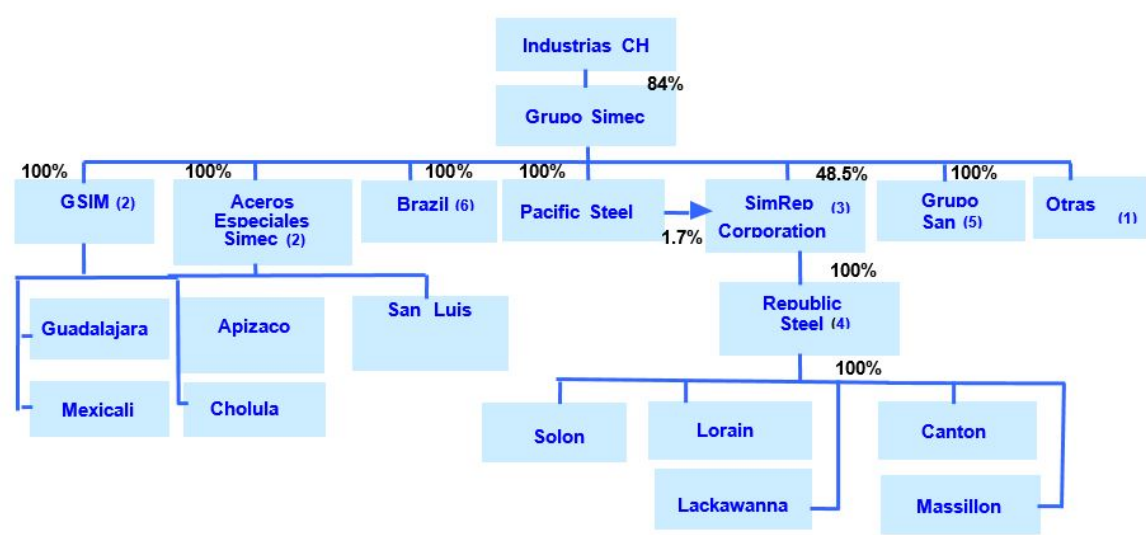 Industrias CH
84%
Grupo Simec
100%
100%
100%
100%
48.5%
100%
GSIM (2)
Aceros
Especiales
Simec (2)
Brazil (6)
Pacific Steel
1.7%
SimRep (3)
Corporation
Grupo
San (5)
Otras (1)
100%
Guadalajara
Apizaco
San Luis
Republic
Steel (4)
100%
Mexicali
Cholula
Solon
Lorain
Canton
Lackawanna
Massillon